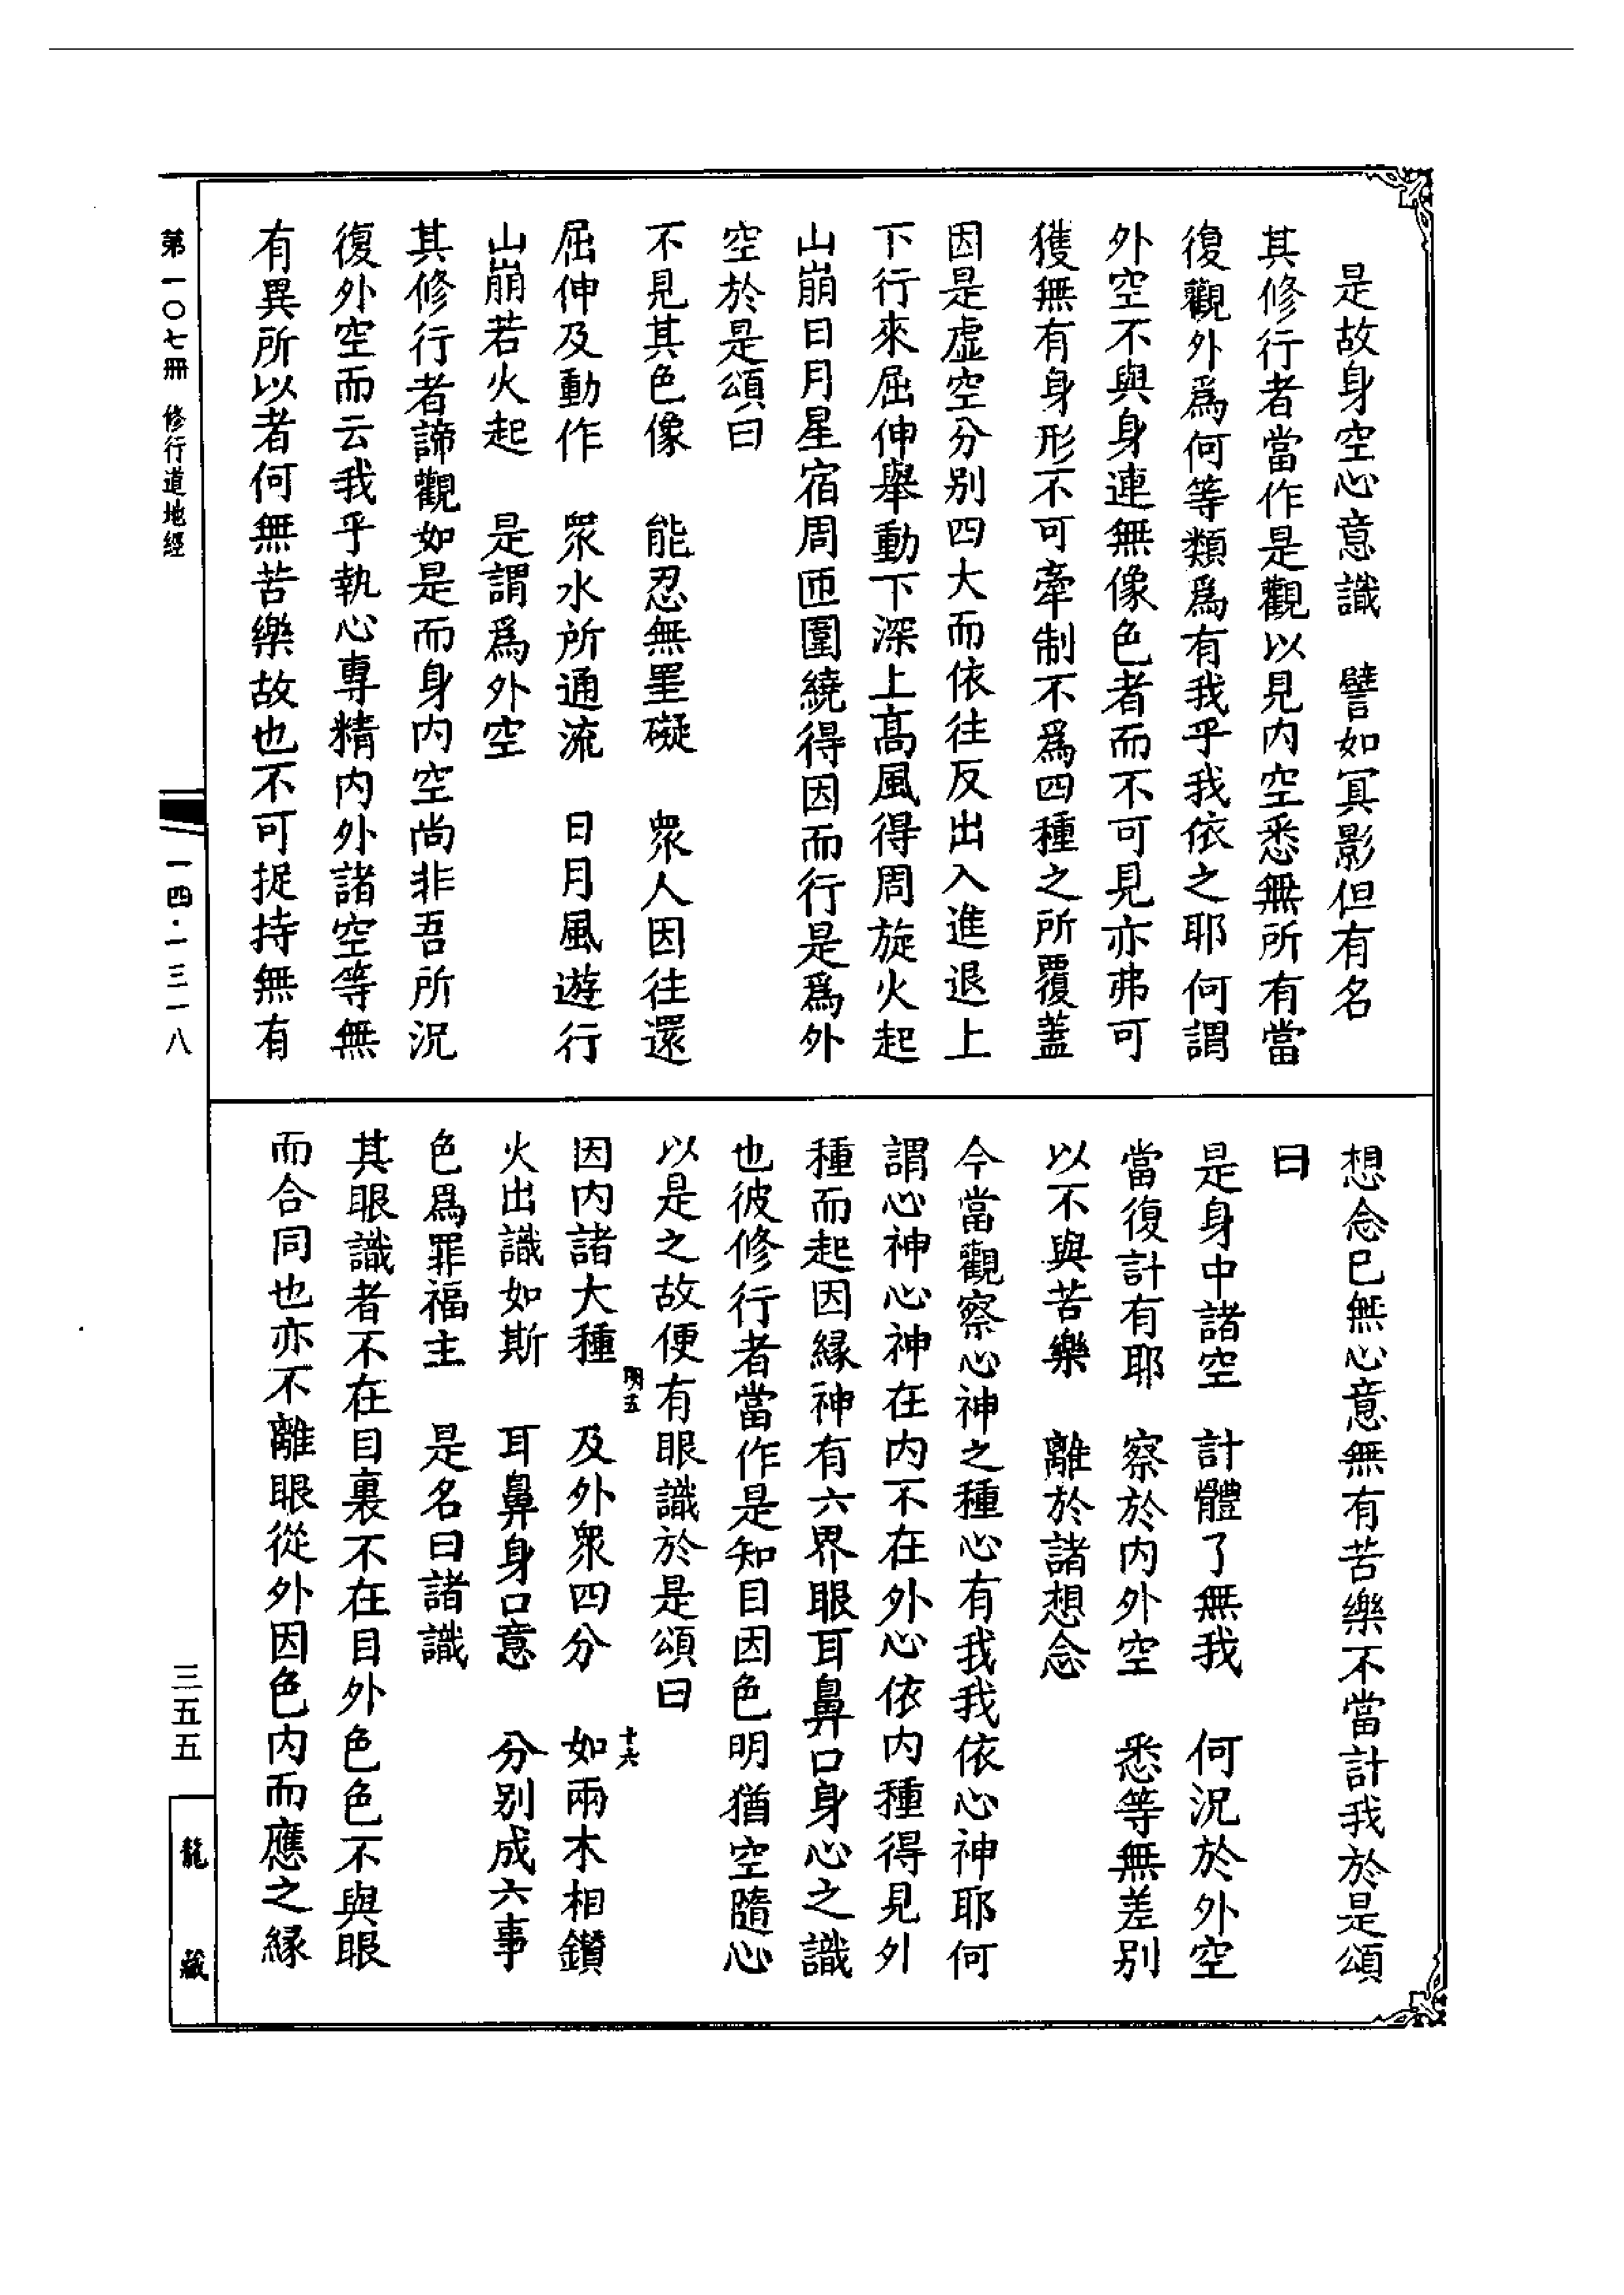 是故身空心意識　譬如冥影但有名
其修行者當作是觀以見内空悉無所有當
復觀外爲何等類爲有我乎我依之耶何謂
外空不與身連無像色者而不可見亦弗可
獲無有身形不可牽制不爲四種之所覆蓋
因是虛空分别四大而依往反出入進退上
下行來屈伸舉動下深上高風得周旋火起
山崩日月星宿周匝圍繞得因而行是爲外
空於是頌曰
不見其色像　能忍無罣礙　衆人因往還
屈伸及動作　衆水所通流　日月風遊行
山崩若火起　是謂爲外空
其修行者諦觀如是而身内空尚非吾所況
復外空而云我乎執心專精内外諸空等無
有異所以者何無苦樂故也不可捉持無有
想念已無心意無有苦樂不當計我於是頌
曰
是身中諸空　計體了無我　何況於外空
當復計有耶　察於内外空　悉等無差别
以不與苦樂　離於諸想念
今當觀察心神之種心有我我依心神耶何
謂心神心神在内不在外心依内種得見外
種而起因緣神有六界眼耳鼻口身心之識
也彼修行者當作是知目因色明猶空隨心
以是之故便有眼識於是頌曰
因内諸大種　及外衆四分　如兩木相鑽
火出識如斯　耳鼻身口意　分别成六事
色爲罪福主　是名曰諸識
其眼識者不在目裏不在目外色色不與眼
而合同也亦不離眼從外因色内而應之緣
明五
十六
第一〇七冊　修行道地經
一四·一三一八
三五五
龍藏